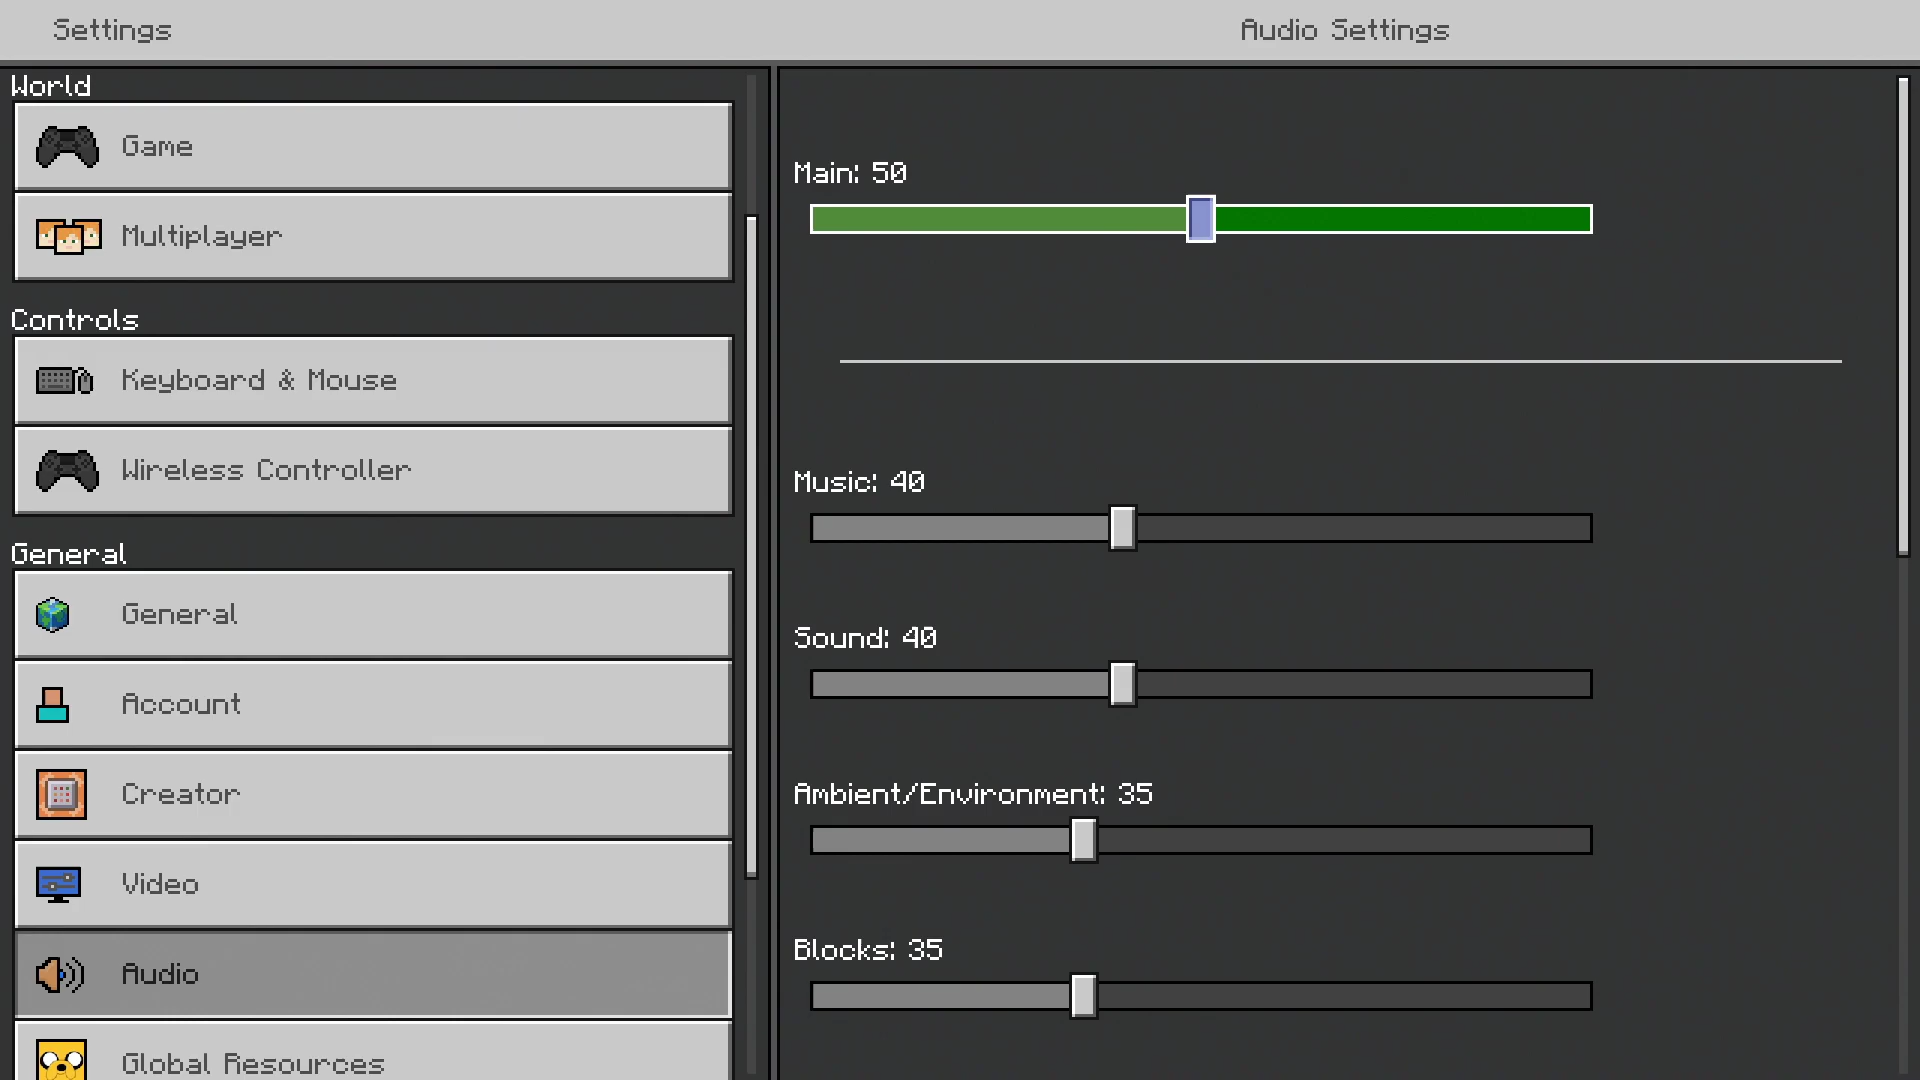 Settings
Audio Settings
World
Game
Multiplayer
Controls
Keyboard & Mouse
Wireless Controller
General
General
Account
Creator
Video
Audio
Global Resources
Main: 50
Music: 40
Sound: 40
Ambient/Environment: 35
Blocks: 35